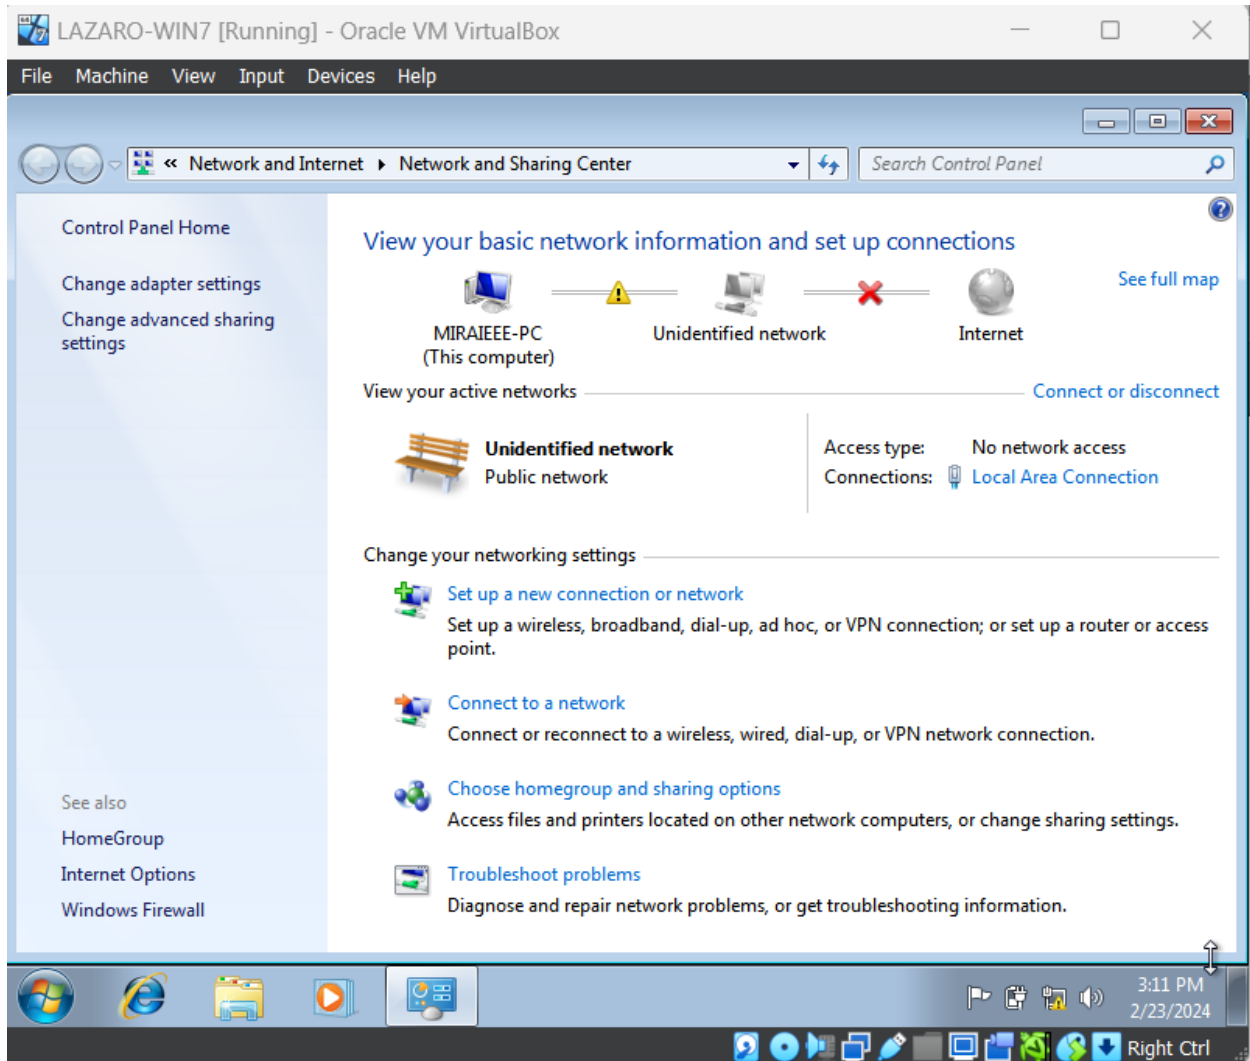 LAZARO-WIN7 [Running] - Oracle VM VirtualBox
File Machine View Input Devices Help
« Network and Internet Network and Sharing Center
Search Control Panel
Control Panel Home
Change adapter settings
Change advanced sharing
settings
See also
HomeGroup
Internet Options
Windows Firewall
View your basic network information and set up connections
See full map
MIRAIEEE-PC
(This computer)
Unidentified network
Internet
View your active networks
Connect or disconnect
Unidentified network
Public network
Access type: No network access
Connections: Local Area Connection
Change your networking settings
Set up a new connection or network
Set up a wireless, broadband, dial-up, ad hoc, or VPN connection; or set up a router or access
point.
Connect to a network
Connect or reconnect to a wireless, wired, dial-up, or VPN network connection.
Choose homegroup and sharing options
Access files and printers located on other network computers, or change sharing settings.
Troubleshoot problems
Diagnose and repair network problems, or get troubleshooting information.
3:11 PM
2/23/2024
Right Ctrl